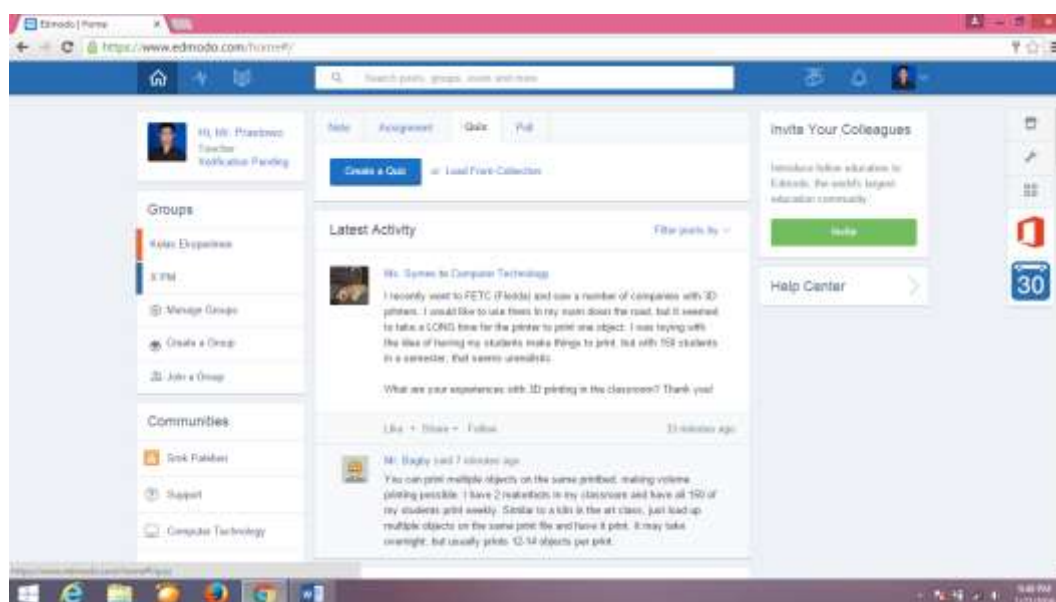 Edmodo | Home
https://www.edmodo.com/home#/
Search posts, groups, users and more
Hi, Mr. Prastowo
Teacher
Verification Pending
Note Assignment Quiz Poll
Create a Quiz or Load From Collection
Invite Your Colleagues
Introduce fellow educators to
Edmodo, the world's largest
education community.
Invite
Help Center
Groups
Kelas Eksperimen
X PM
Manage Groups
Create a Group
Join a Group
Communities
Support
Computer Technology
Latest Activity Filter posts by
Mr. to Computer Technology
I recently went to FETC (Florida) and saw a number of companies with 3D
printers. I would like to use them in my room down the road, but it seemed
to take a LONG time for the printer to print one object. I was toying with
the idea of having my students make things to print, but with 150 students
in a semester, that seems unrealistic.
What are your experiences with 3D printing in the classroom? Thank you!
Like • Share • Follow 33 minutes ago
Mr. Bagby said 7 minutes ago
You can print multiple objects on the same printbed, making volume
printing possible. I have 2 makerbots in my classroom and have all 150 of
my students print weekly. Similar to a kiln in the art class, just load up
multiple objects on the same print file and have it print. It may take
overnight, but usually prints 12-14 objects per print.
30